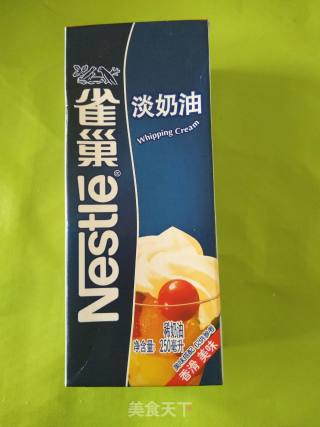 雀巢
Nestlé®
淡奶油
Whipping Cream
稀奶油
净含量:
250毫升
香滑 美味
美食天下